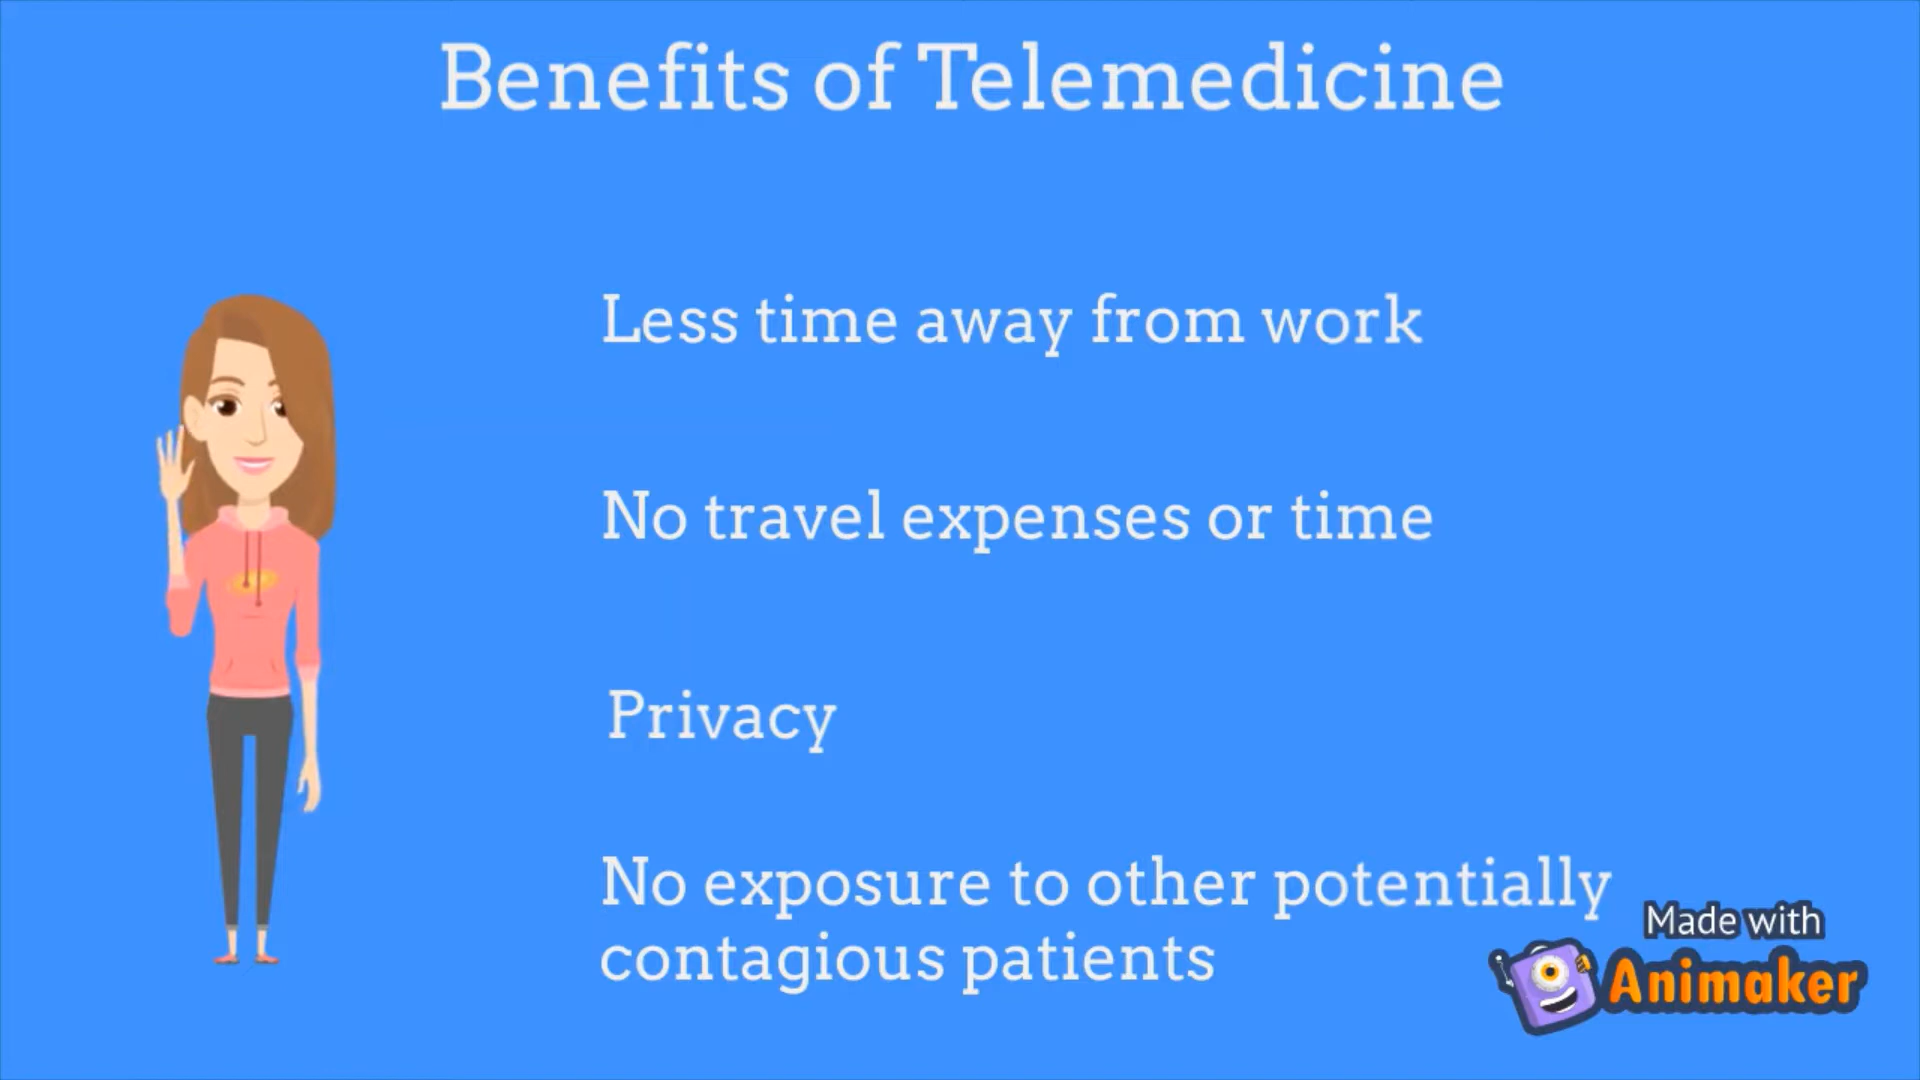 Benefits of Telemedicine
Less time away from work
No travel expenses or time
Privacy
No exposure to other potentially
contagious patients
Made with
Animaker